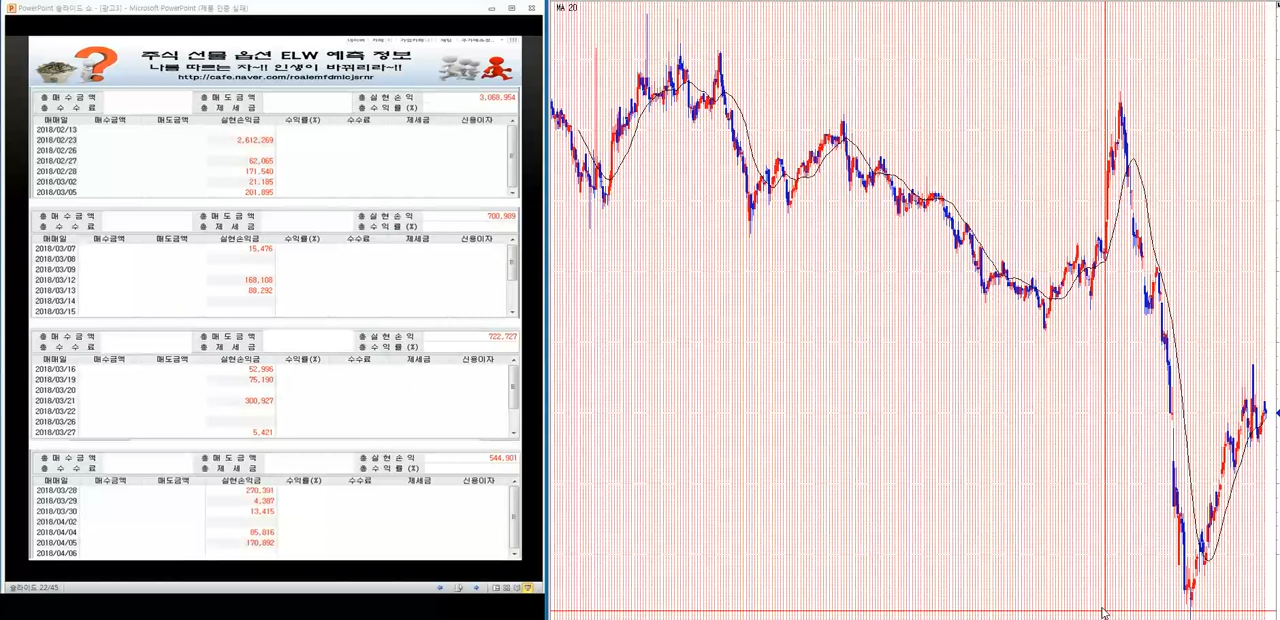 PowerPoint 슬라이드 쇼 - [광고3] - Microsoft PowerPoint (제품 인증 실패)
주식 선물 옵션 ELW 예측 정보
나를 따르는 자~!! 인생이 바뀌리라~!!
http://cafe.naver.com/roalemfdmlcjsrnr
총 매 수 금 액 총 매 도 금 액 총 실 현 손 익 3,068,954
총 수 수 료 총 제 세 금 총 수 익 률 (%)
매매일 매수금액 매도금액 실현손익금 수익률(%) 수수료 제세금 신용이자
2018/02/13
2018/02/23 2,612,269
2018/02/26
2018/02/27 62,065
2018/02/28 171,540
2018/03/02 21,185
2018/03/05 201,895
총 매 수 금 액 총 매 도 금 액 총 실 현 손 익 700,989
총 수 수 료 총 제 세 금 총 수 익 률 (%)
매매일 매수금액 매도금액 실현손익금 수익률(%) 수수료 제세금 신용이자
2018/03/07 15,476
2018/03/08
2018/03/09
2018/03/12 168,108
2018/03/13 88,292
2018/03/14
2018/03/15
총 매 수 금 액 총 매 도 금 액 총 실 현 손 익 722,727
총 수 수 료 총 제 세 금 총 수 익 률 (%)
매매일 매수금액 매도금액 실현손익금 수익률(%) 수수료 제세금 신용이자
2018/03/16 52,996
2018/03/19 75,190
2018/03/20
2018/03/21 300,927
2018/03/22
2018/03/26
2018/03/27 5,421
총 매 수 금 액 총 매 도 금 액 총 실 현 손 익 544,901
총 수 수 료 총 제 세 금 총 수 익 률 (%)
매매일 매수금액 매도금액 실현손익금 수익률(%) 수수료 제세금 신용이자
2018/03/28 270,391
2018/03/29 4,387
2018/03/30 13,415
2018/04/02
2018/04/04 85,816
2018/04/05 170,892
2018/04/06
슬라이드 22/45
MA 20